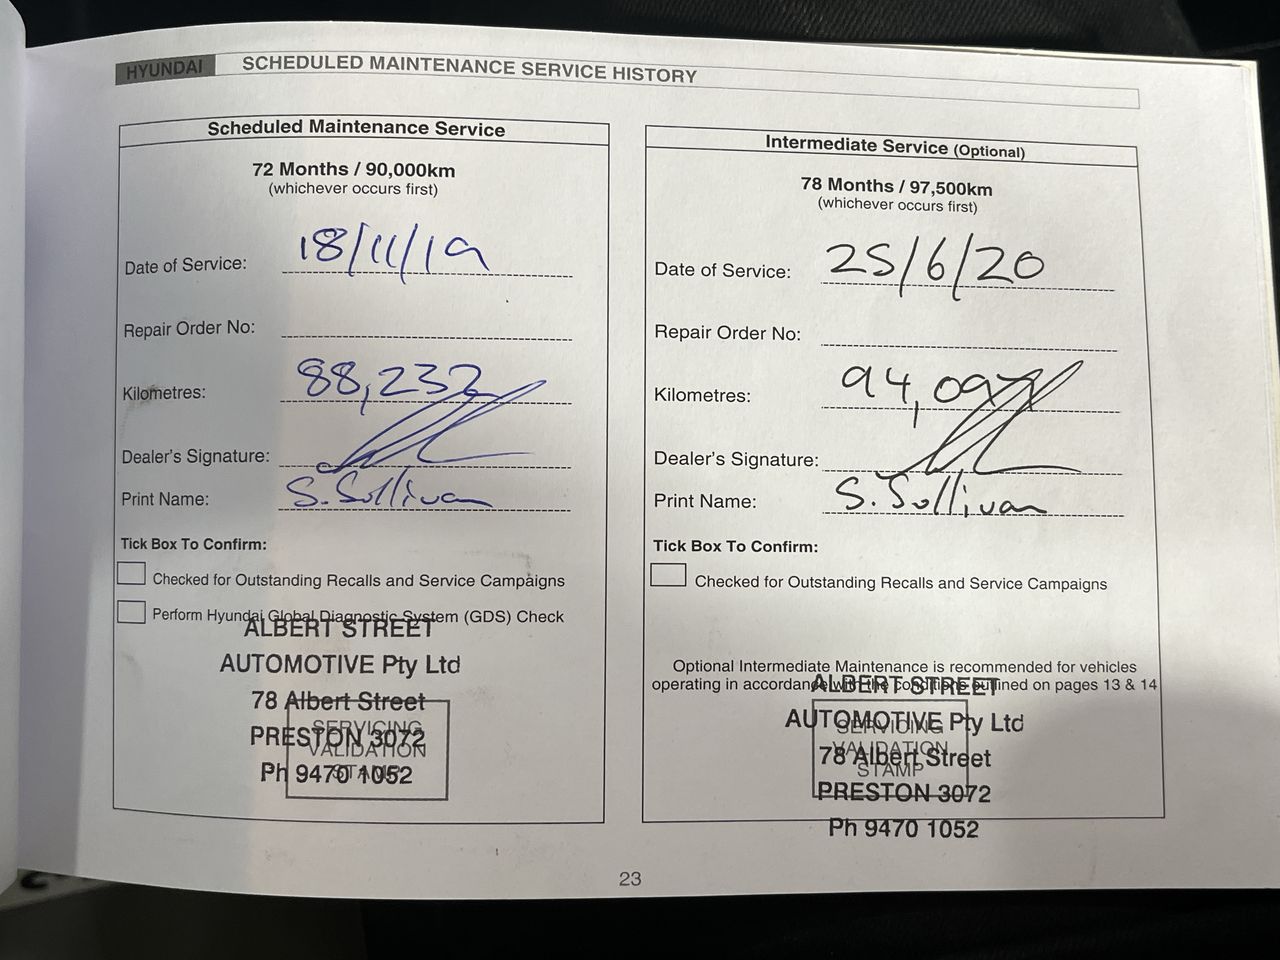 HYUNDAI SCHEDULED MAINTENANCE SERVICE HISTORY
Scheduled Maintenance Service
72 Months / 90,000km
(whichever occurs first)
Date of Service: 18/11/19
Repair Order No:
Kilometres: 88,232
Dealer's Signature:
Print Name: S. Sullivan
Tick Box To Confirm:
Checked for Outstanding Recalls and Service Campaigns
Perform Hyundai Global Diagnostic System (GDS) Check
ALBERT STREET
AUTOMOTIVE Pty Ltd
78 Albert Street
PRESTON 3072
Ph 9470 1052
SERVICING
VALIDATION
STAMP
Intermediate Service (Optional)
78 Months / 97,500km
(whichever occurs first)
Date of Service: 25/6/20
Repair Order No:
Kilometres: 94,097
Dealer's Signature:
Print Name: S. Sullivan
Tick Box To Confirm:
Checked for Outstanding Recalls and Service Campaigns
Optional Intermediate Maintenance is recommended for vehicles
operating in accordance with the conditions outlined on pages 13 & 14
ALBERT STREET
AUTOMOTIVE Pty Ltd
78 Albert Street
PRESTON 3072
Ph 9470 1052
SERVICING
VALIDATION
STAMP
23